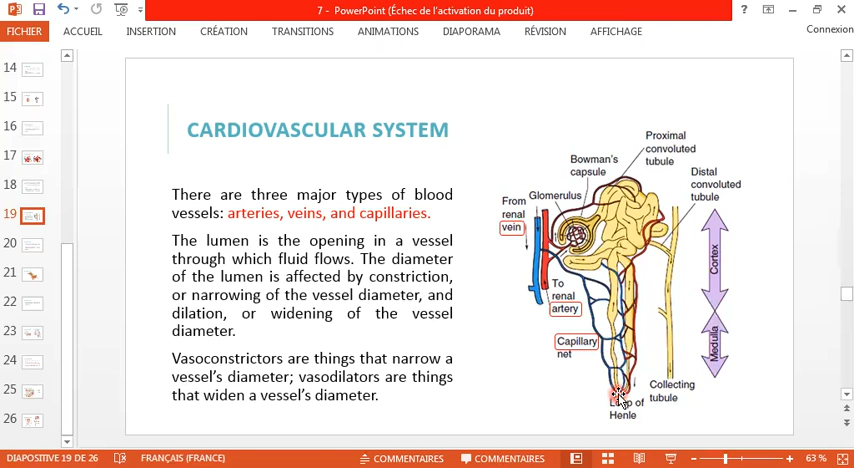 7 - PowerPoint (Échec de l'activation du produit)
?
FICHIER ACCUEIL INSERTION CRÉATION TRANSITIONS ANIMATIONS DIAPORAMA RÉVISION AFFICHAGE Connexion
14
15
16
17
18
19
20
21
22
23
24
25
26
CARDIOVASCULAR SYSTEM
There are three major types of blood
vessels: arteries, veins, and capillaries.
The lumen is the opening in a vessel
through which fluid flows. The diameter
of the lumen is affected by constriction,
or narrowing of the vessel diameter, and
dilation, or widening of the vessel
diameter.
Vasoconstrictors are things that narrow a
vessel's diameter; vasodilators are things
that widen a vessel's diameter.
Proximal
convoluted
tubule
Bowman's
capsule
Distal
convoluted
tubule
Glomerulus
From
renal
vein
To
renal
artery
Capillary
net
Cortex
Medulla
Collecting
tubule
of
Henle
DIAPOSITIVE 19 DE 26 FRANÇAIS (FRANCE) COMMENTAIRES COMMENTAIRES 63 %